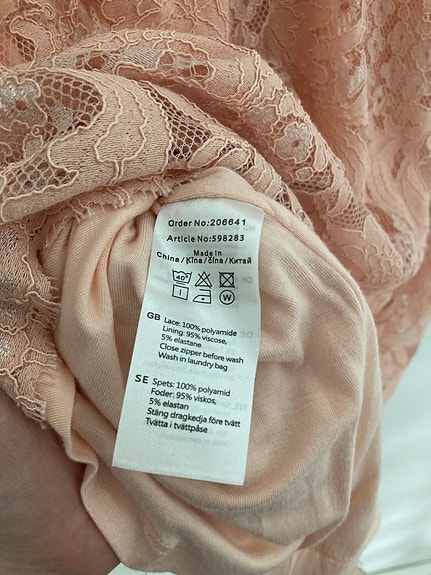 Order No:206641
Article No:598283
Made in
China/Kina/čína/Китай
40°
W
GB Lace: 100% polyamide
Lining: 95% viscose,
5% elastane
Close zipper before wash
Wash in laundry bag
SE Spets: 100% polyamid
Foder: 95% viskos,
5% elastan
Stäng dragkedja före tvätt
Tvätta i tvättpåse